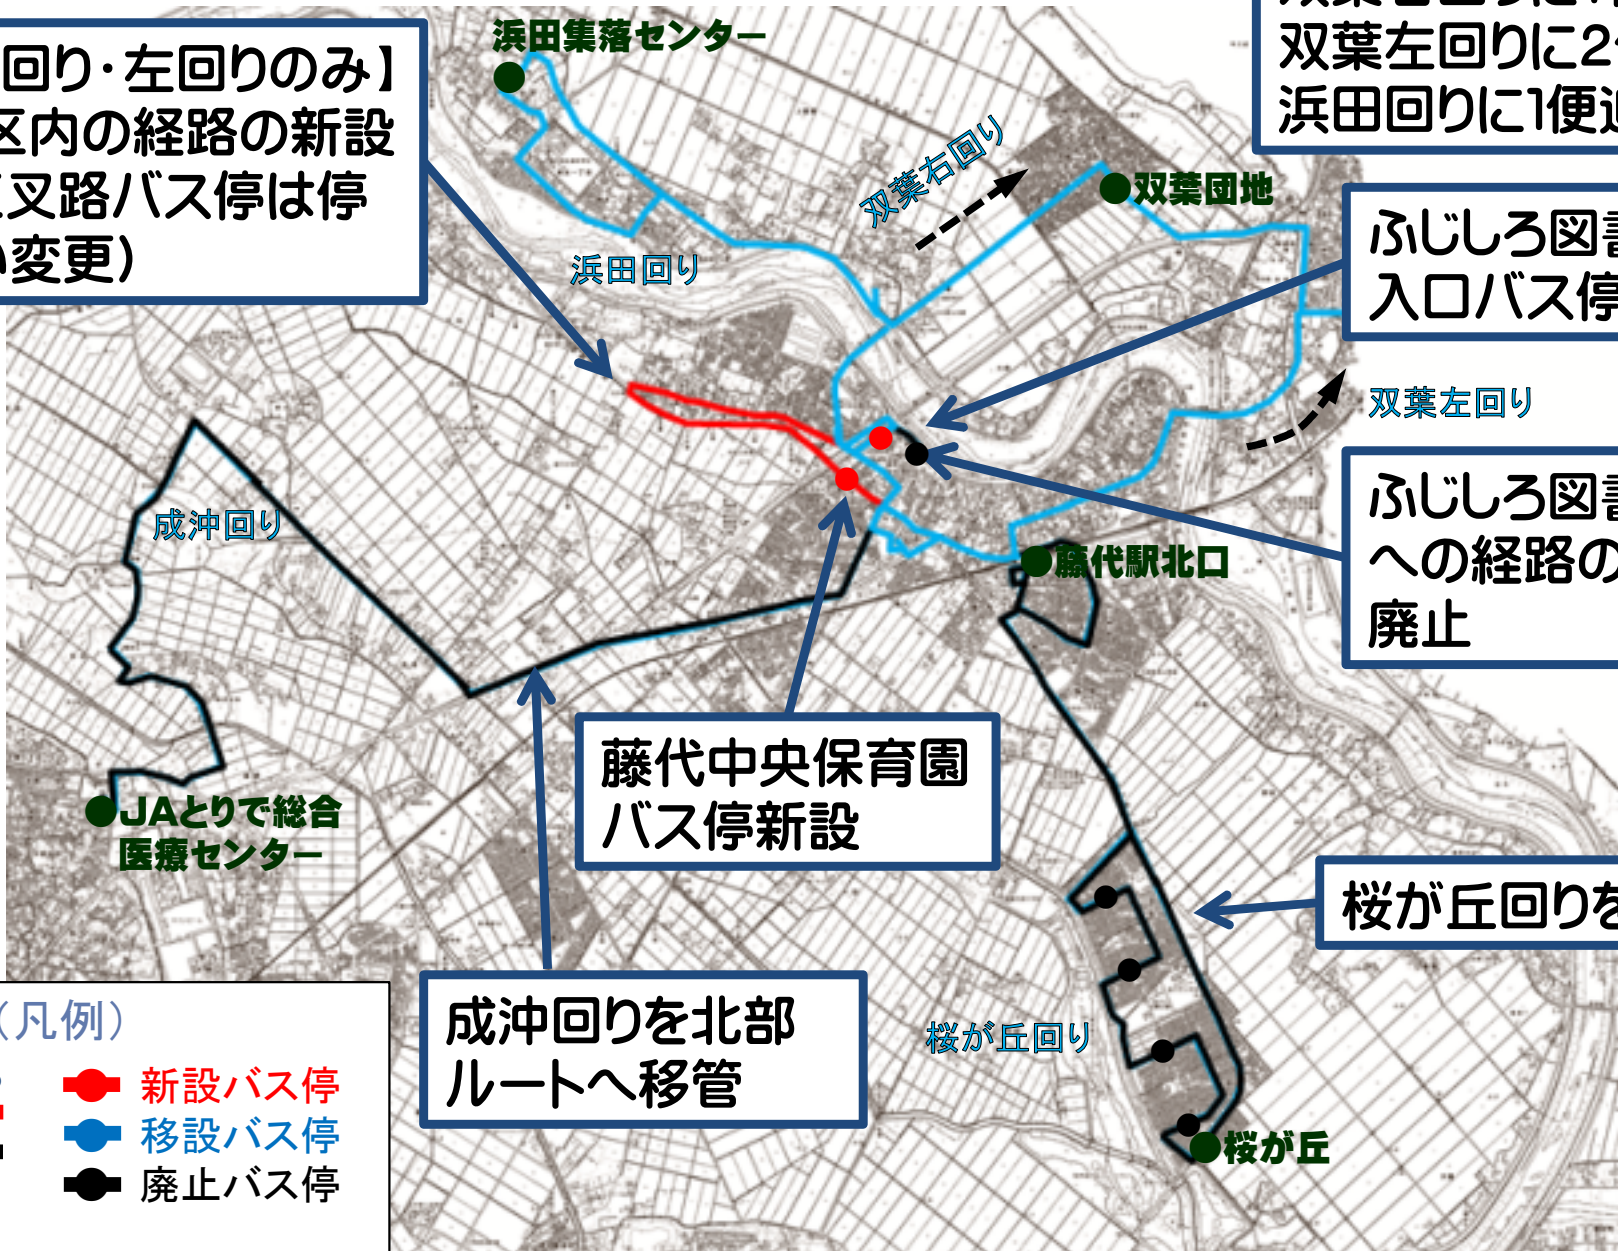 浜田集落センター
回り・左回りのみ】
区内の経路の新設
叉路バス停は停
変更）
双葉左回りに2
浜田回りに1便追
双葉右回り
双葉団地
ふじしろ図書
入口バス停
浜田回り
双葉左回り
ふじしろ図書
への経路の
廃止
成沖回り
藤代駅北口
藤代中央保育園
バス停新設
JAとりで総合
医療センター
桜が丘回りを
成沖回りを北部
ルートへ移管
桜が丘回り
桜が丘
（凡例）
新設バス停
移設バス停
廃止バス停